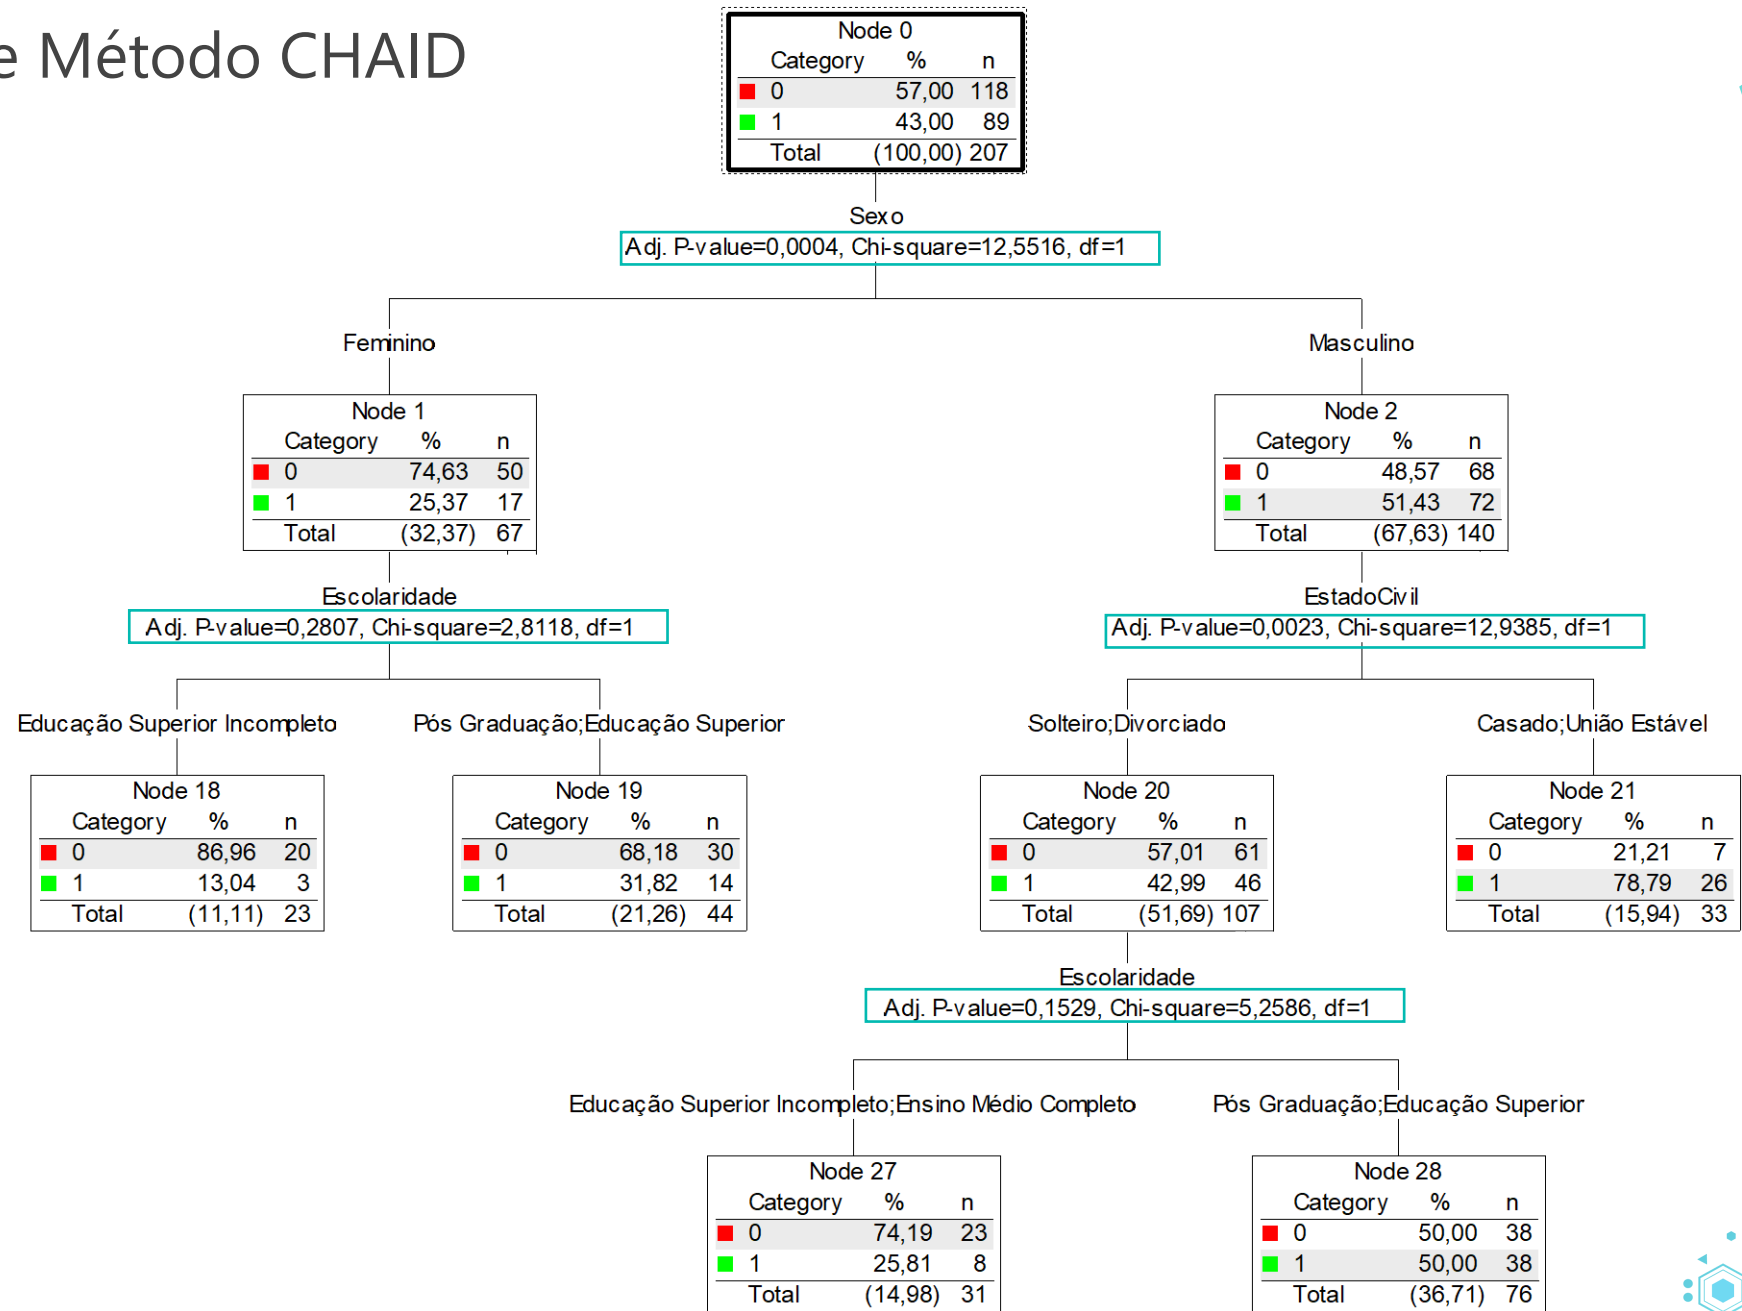 e Método CHAID
Node 0
Category % n
0 57,00 118
1 43,00 89
Total (100,00) 207
Sexo
Adj. P-value=0,0004, Chi-square=12,5516, df=1
Feminino
Masculino
Node 1
Category % n
0 74,63 50
1 25,37 17
Total (32,37) 67
Node 2
Category % n
0 48,57 68
1 51,43 72
Total (67,63) 140
Escolaridade
Adj. P-value=0,2807, Chi-square=2,8118, df=1
EstadoCivil
Adj. P-value=0,0023, Chi-square=12,9385, df=1
Educação Superior Incompleto
Pós Graduação;Educação Superior
Solteiro;Divorciado
Casado;União Estável
Node 18
Category % n
0 86,96 20
1 13,04 3
Total (11,11) 23
Node 19
Category % n
0 68,18 30
1 31,82 14
Total (21,26) 44
Node 20
Category % n
0 57,01 61
1 42,99 46
Total (51,69) 107
Node 21
Category % n
0 21,21 7
1 78,79 26
Total (15,94) 33
Escolaridade
Adj. P-value=0,1529, Chi-square=5,2586, df=1
Educação Superior Incompleto;Ensino Médio Completo
Pós Graduação;Educação Superior
Node 27
Category % n
0 74,19 23
1 25,81 8
Total (14,98) 31
Node 28
Category % n
0 50,00 38
1 50,00 38
Total (36,71) 76